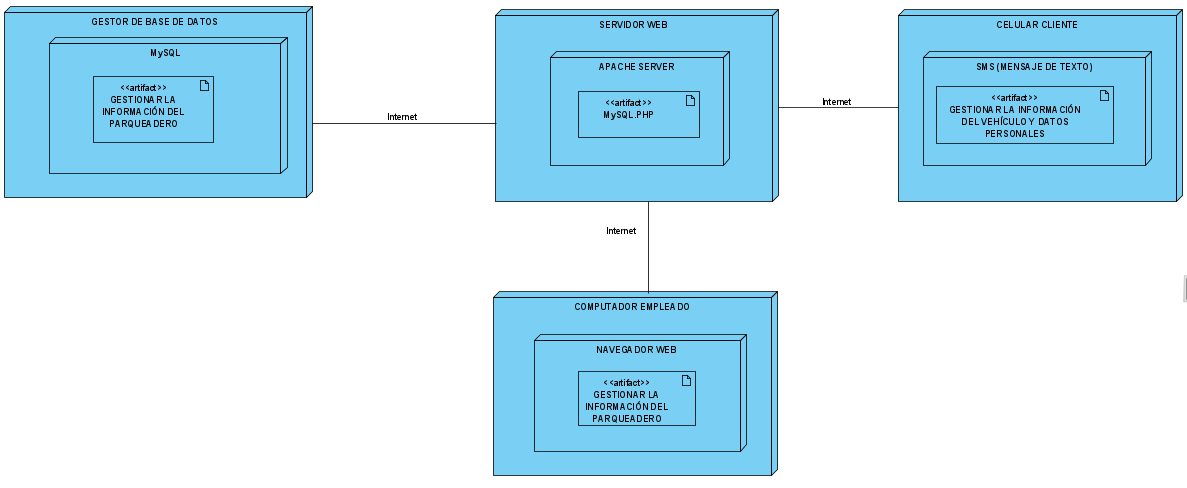 GESTOR DE BASE DE DATOS
MySQL
<<artifact>>
GESTIONAR LA
INFORMACIÓN DEL
PARQUEADERO
Internet
SERVIDOR WEB
APACHE SERVER
<<artifact>>
MySQL.PHP
Internet
CELULAR CLIENTE
SMS (MENSAJE DE TEXTO)
<<artifact>>
GESTIONAR LA INFORMACIÓN
DEL VEHÍCULO Y DATOS
PERSONALES
Internet
COMPUTADOR EMPLEADO
NAVEGADOR WEB
<<artifact>>
GESTIONAR LA
INFORMACIÓN DEL
PARQUEADERO